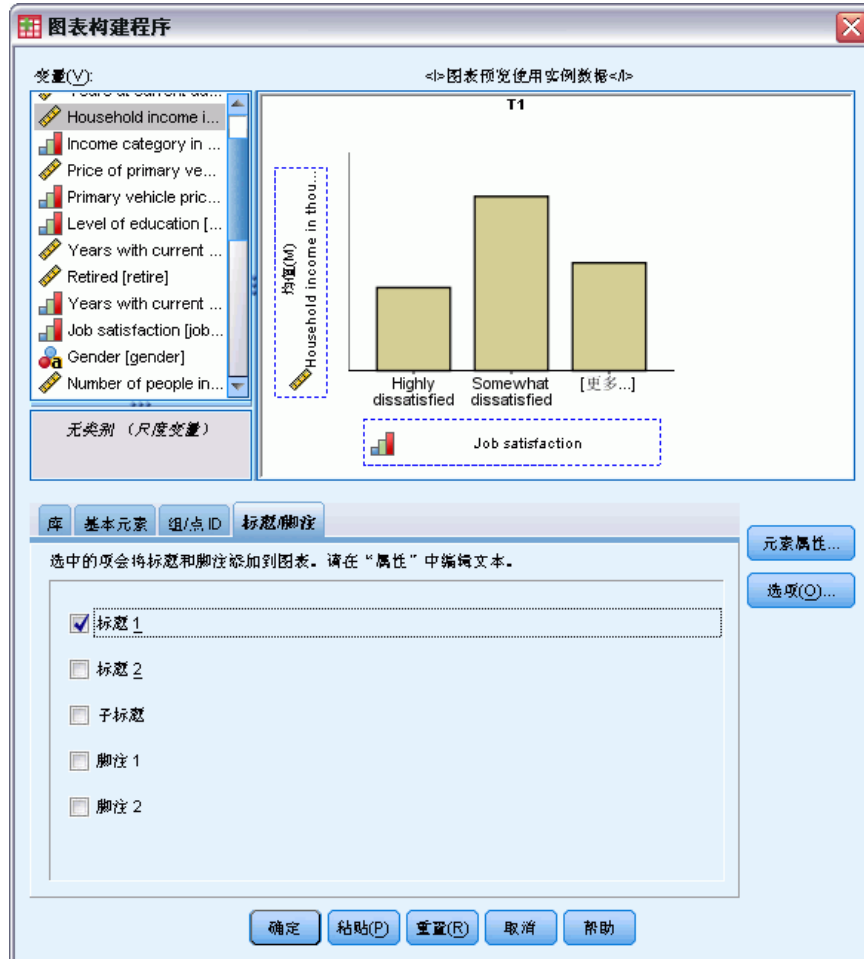 图表构建程序
变量(V):
<I>图表预览使用实例数据</I>
Household income i...
Income category in ...
Price of primary ve...
Primary vehicle pric...
Level of education [...
Years with current ...
Retired [retire]
Years with current ...
Job satisfaction [job...
Gender [gender]
Number of people in...
无类别 （尺度变量）
T1
均值(M)
Household income in thou...
Highly dissatisfied
Somewhat dissatisfied
[更多...]
Job satisfaction
库
基本元素
组/点 ID
标题/脚注
选中的项会将标题和脚注添加到图表。请在“属性”中编辑文本。
标题 1
标题 2
子标题
脚注 1
脚注 2
元素属性...
选项(O)...
确定
粘贴(P)
重置(R)
取消
帮助